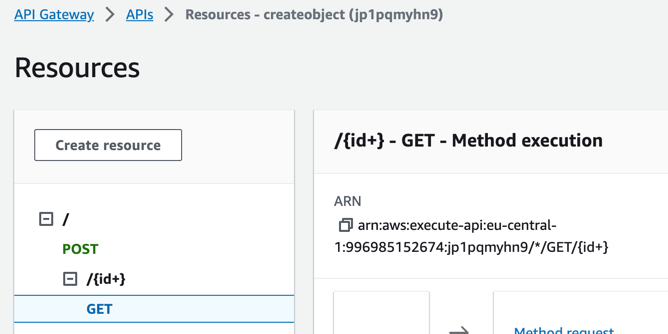 API Gateway > APIs > Resources - createobject (jp1pqmyhn9)
Resources
Create resource
/
POST
/{id+}
GET
/{id+} - GET - Method execution
ARN
arn:aws:execute-api:eu-central-
1:996985152674:jp1pqmyhn9/*/GET/{id+}
Method request